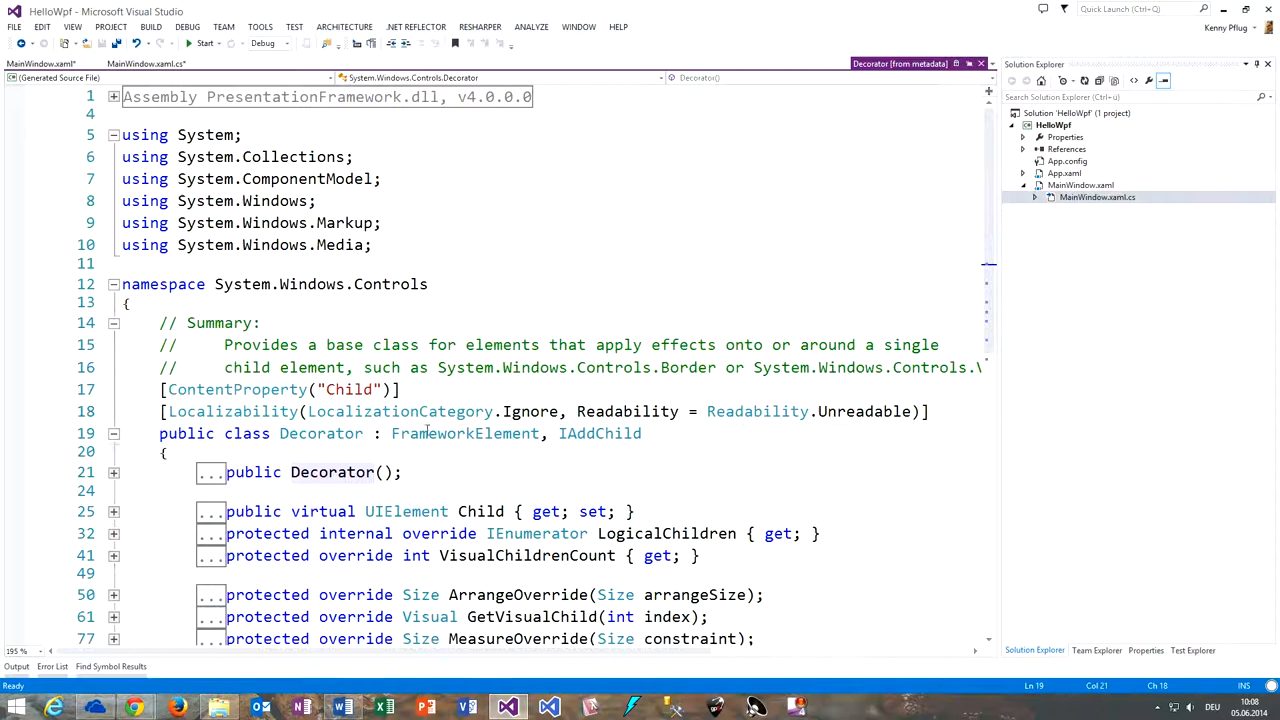 HelloWpf - Microsoft Visual Studio
Quick Launch (Ctrl+Q)
FILE EDIT VIEW PROJECT BUILD DEBUG TEAM TOOLS TEST ARCHITECTURE .NET REFLECTOR RESHARPER ANALYZE WINDOW HELP
Kenny Pflug
Start Debug
MainWindow.xaml* MainWindow.xaml.cs* Decorator [from metadata]
(Generated Source File) System.Windows.Controls.Decorator Decorator()
1 Assembly PresentationFramework.dll, v4.0.0.0
4
5 using System;
6 using System.Collections;
7 using System.ComponentModel;
8 using System.Windows;
9 using System.Windows.Markup;
10 using System.Windows.Media;
11
12 namespace System.Windows.Controls
13 {
14 // Summary:
15 // Provides a base class for elements that apply effects onto or around a single
16 // child element, such as System.Windows.Controls.Border or System.Windows.Controls.
17 [ContentProperty("Child")]
18 [Localizability(LocalizationCategory.Ignore, Readability = Readability.Unreadable)]
19 public class Decorator : FrameworkElement, IAddChild
20 {
21 ...public Decorator();
24
25 ...public virtual UIElement Child { get; set; }
32 ...protected internal override IEnumerator LogicalChildren { get; }
41 ...protected override int VisualChildrenCount { get; }
49
50 ...protected override Size ArrangeOverride(Size arrangeSize);
61 ...protected override Visual GetVisualChild(int index);
77 ...protected override Size MeasureOverride(Size constraint);
195 %
Solution Explorer
Search Solution Explorer (Ctrl+ü)
Solution 'HelloWpf' (1 project)
HelloWpf
Properties
References
App.config
App.xaml
MainWindow.xaml
MainWindow.xaml.cs
Solution Explorer Team Explorer Properties Test Explorer
Output Error List Find Symbol Results
Ready Ln 19 Col 21 Ch 18 INS
DEU
10:08
05.06.2014